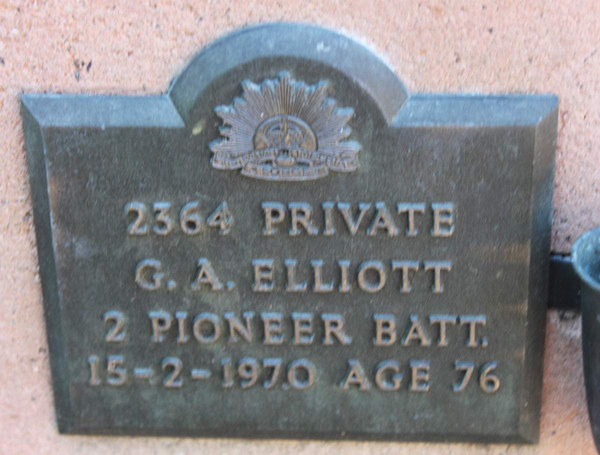 2364 PRIVATE
G. A. ELLIOTT
2 PIONEER BATT.
15-2-1970 AGE 76